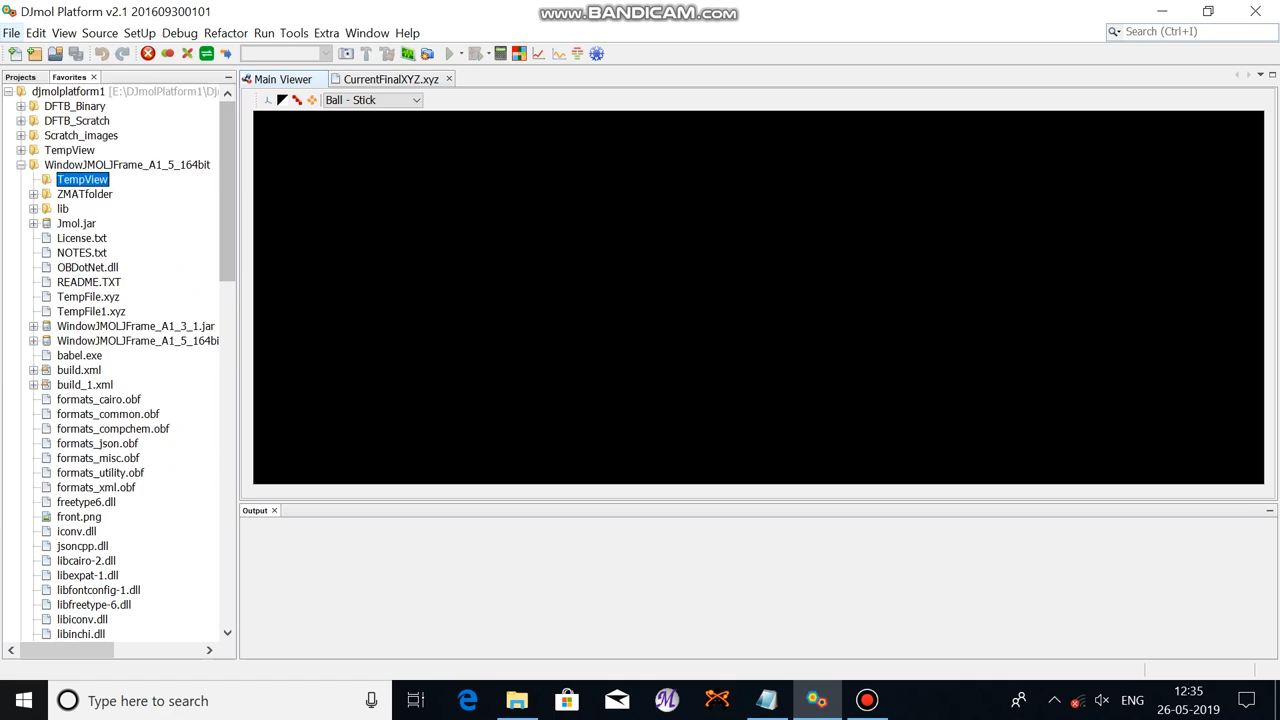 DJmol Platform v2.1 201609300101
www.BANDICAM.com
File Edit View Source SetUp Debug Refactor Run Tools Extra Window Help
Search (Ctrl+I)
Projects Favorites
Main Viewer CurrentFinalXYZ.xyz
djmolplatform1 [E:\DJmolPlatform1\Dj
Ball - Stick
DFTB_Binary
DFTB_Scratch
Scratch_images
TempView
WindowJMOLJFrame_A1_5_164bit
TempView
ZMATfolder
lib
Jmol.jar
License.txt
NOTES.txt
OBDotNet.dll
README.TXT
TempFile.xyz
TempFile1.xyz
WindowJMOLJFrame_A1_3_1.jar
WindowJMOLJFrame_A1_5_164bi
babel.exe
build.xml
build_1.xml
formats_cairo.obf
formats_common.obf
formats_compchem.obf
formats_json.obf
formats_misc.obf
formats_utility.obf
formats_xml.obf
freetype6.dll
front.png
iconv.dll
jsoncpp.dll
libcairo-2.dll
libexpat-1.dll
libfontconfig-1.dll
libfreetype-6.dll
libiconv.dll
libinchi.dll
Output
Type here to search
ENG
12:35
26-05-2019